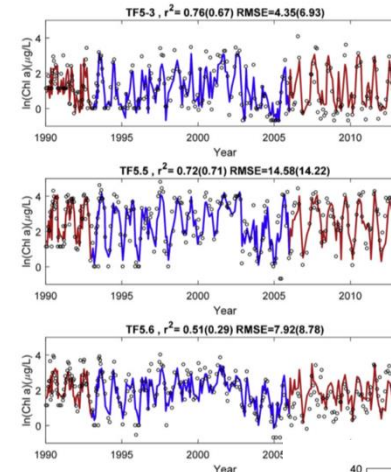 TF5-3 , r²= 0.76(0.67) RMSE=4.35(6.93)
ln(Chl a)(μg/L)
4
2
0
1990 1995 2000 2005 2010
Year
TF5.5 , r²= 0.72(0.71) RMSE=14.58(14.22)
ln(Chl a)(μg/L)
4
2
0
1990 1995 2000 2005 2010
Year
TF5.6 , r²= 0.51(0.29) RMSE=7.92(8.78)
ln(Chl a)(μg/L)
4
2
0
1990 1995 2000 2005 2010
Year
40